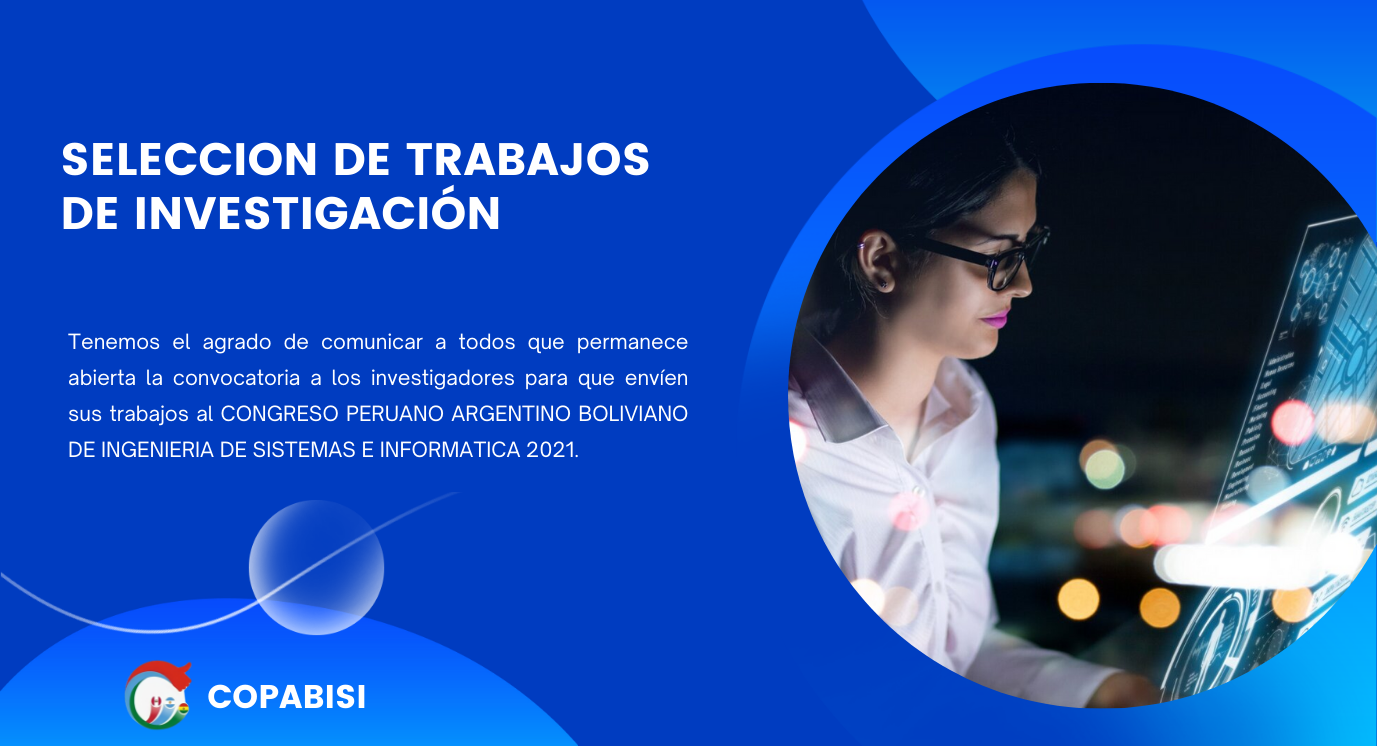 SELECCION DE TRABAJOS
DE INVESTIGACIÓN
Tenemos el agrado de comunicar a todos que permanece
abierta la convocatoria a los investigadores para que envíen
sus trabajos al CONGRESO PERUANO ARGENTINO BOLIVIANO
DE INGENIERIA DE SISTEMAS E INFORMATICA 2021.
COPABISI